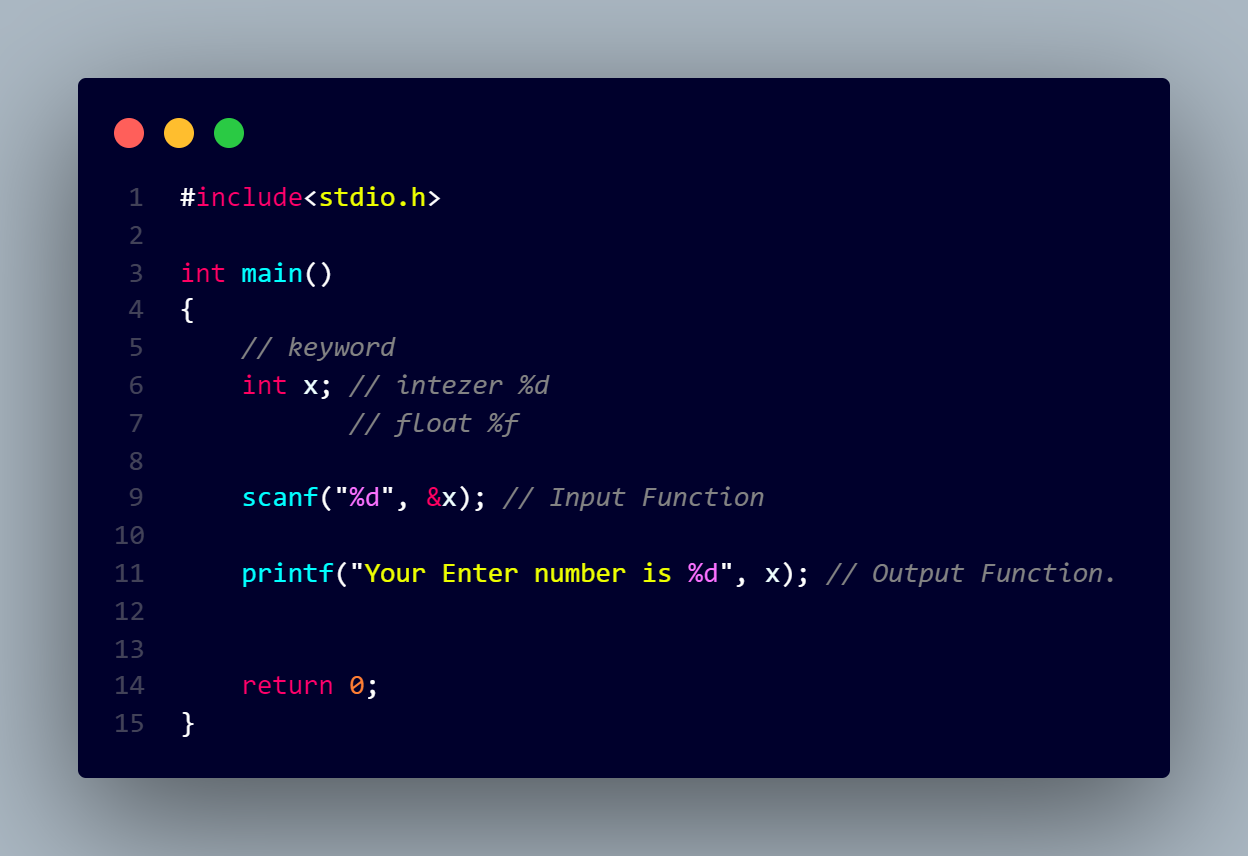 1 #include<stdio.h>
2
3 int main()
4 {
5     // keyword
6     int x; // intezer %d
7            // float %f
8
9     scanf("%d", &x); // Input Function
10
11     printf("Your Enter number is %d", x); // Output Function.
12
13
14     return 0;
15 }